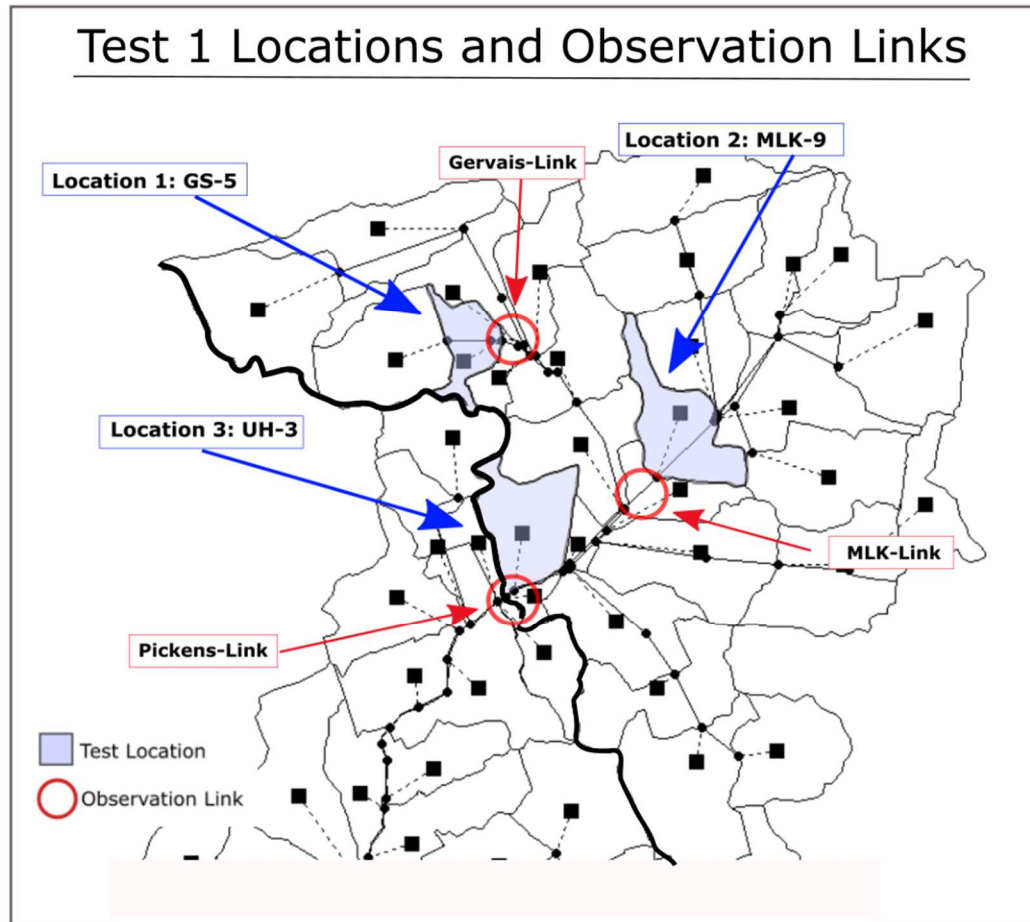 Test 1 Locations and Observation Links
Location 2: MLK-9
Gervais-Link
Location 1: GS-5
Location 3: UH-3
MLK-Link
Pickens-Link
Test Location
Observation Link